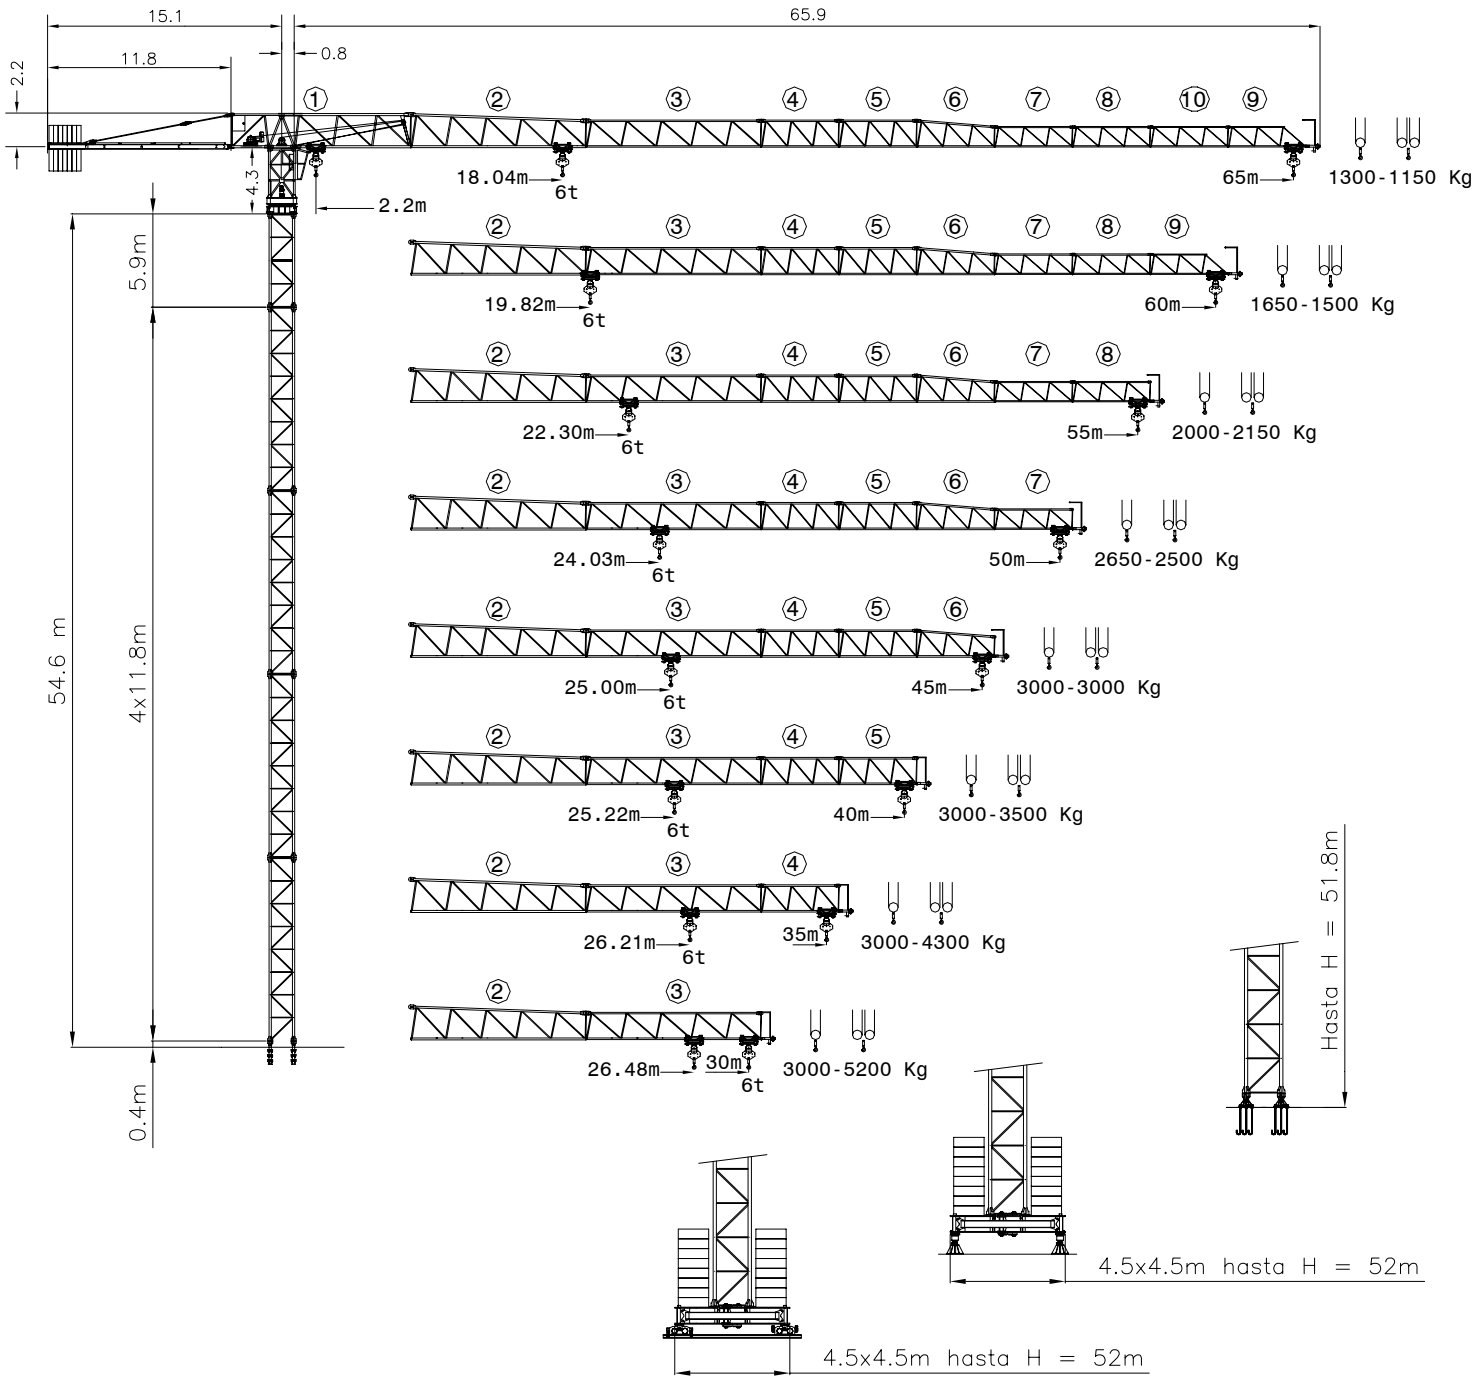 15.1
65.9
0.8
11.8
2.2
1 2 3 4 5 6 7 8 10 9
4.3
18.04m
6t
65m
1300-1150 Kg
2.2m
5.9m
2 3 4 5 6 7 8 9
19.82m
6t
60m
1650-1500 Kg
2 3 4 5 6 7 8
22.30m
6t
55m
2000-2150 Kg
2 3 4 5 6 7
24.03m
6t
50m
2650-2500 Kg
54.6 m
4x11.8m
2 3 4 5 6
25.00m
6t
45m
3000-3000 Kg
2 3 4 5
25.22m
6t
40m
3000-3500 Kg
2 3 4
26.21m
6t
35m
3000-4300 Kg
2 3
26.48m
30m
6t
3000-5200 Kg
0.4m
Hasta H = 51.8m
4.5x4.5m hasta H = 52m
4.5x4.5m hasta H = 52m